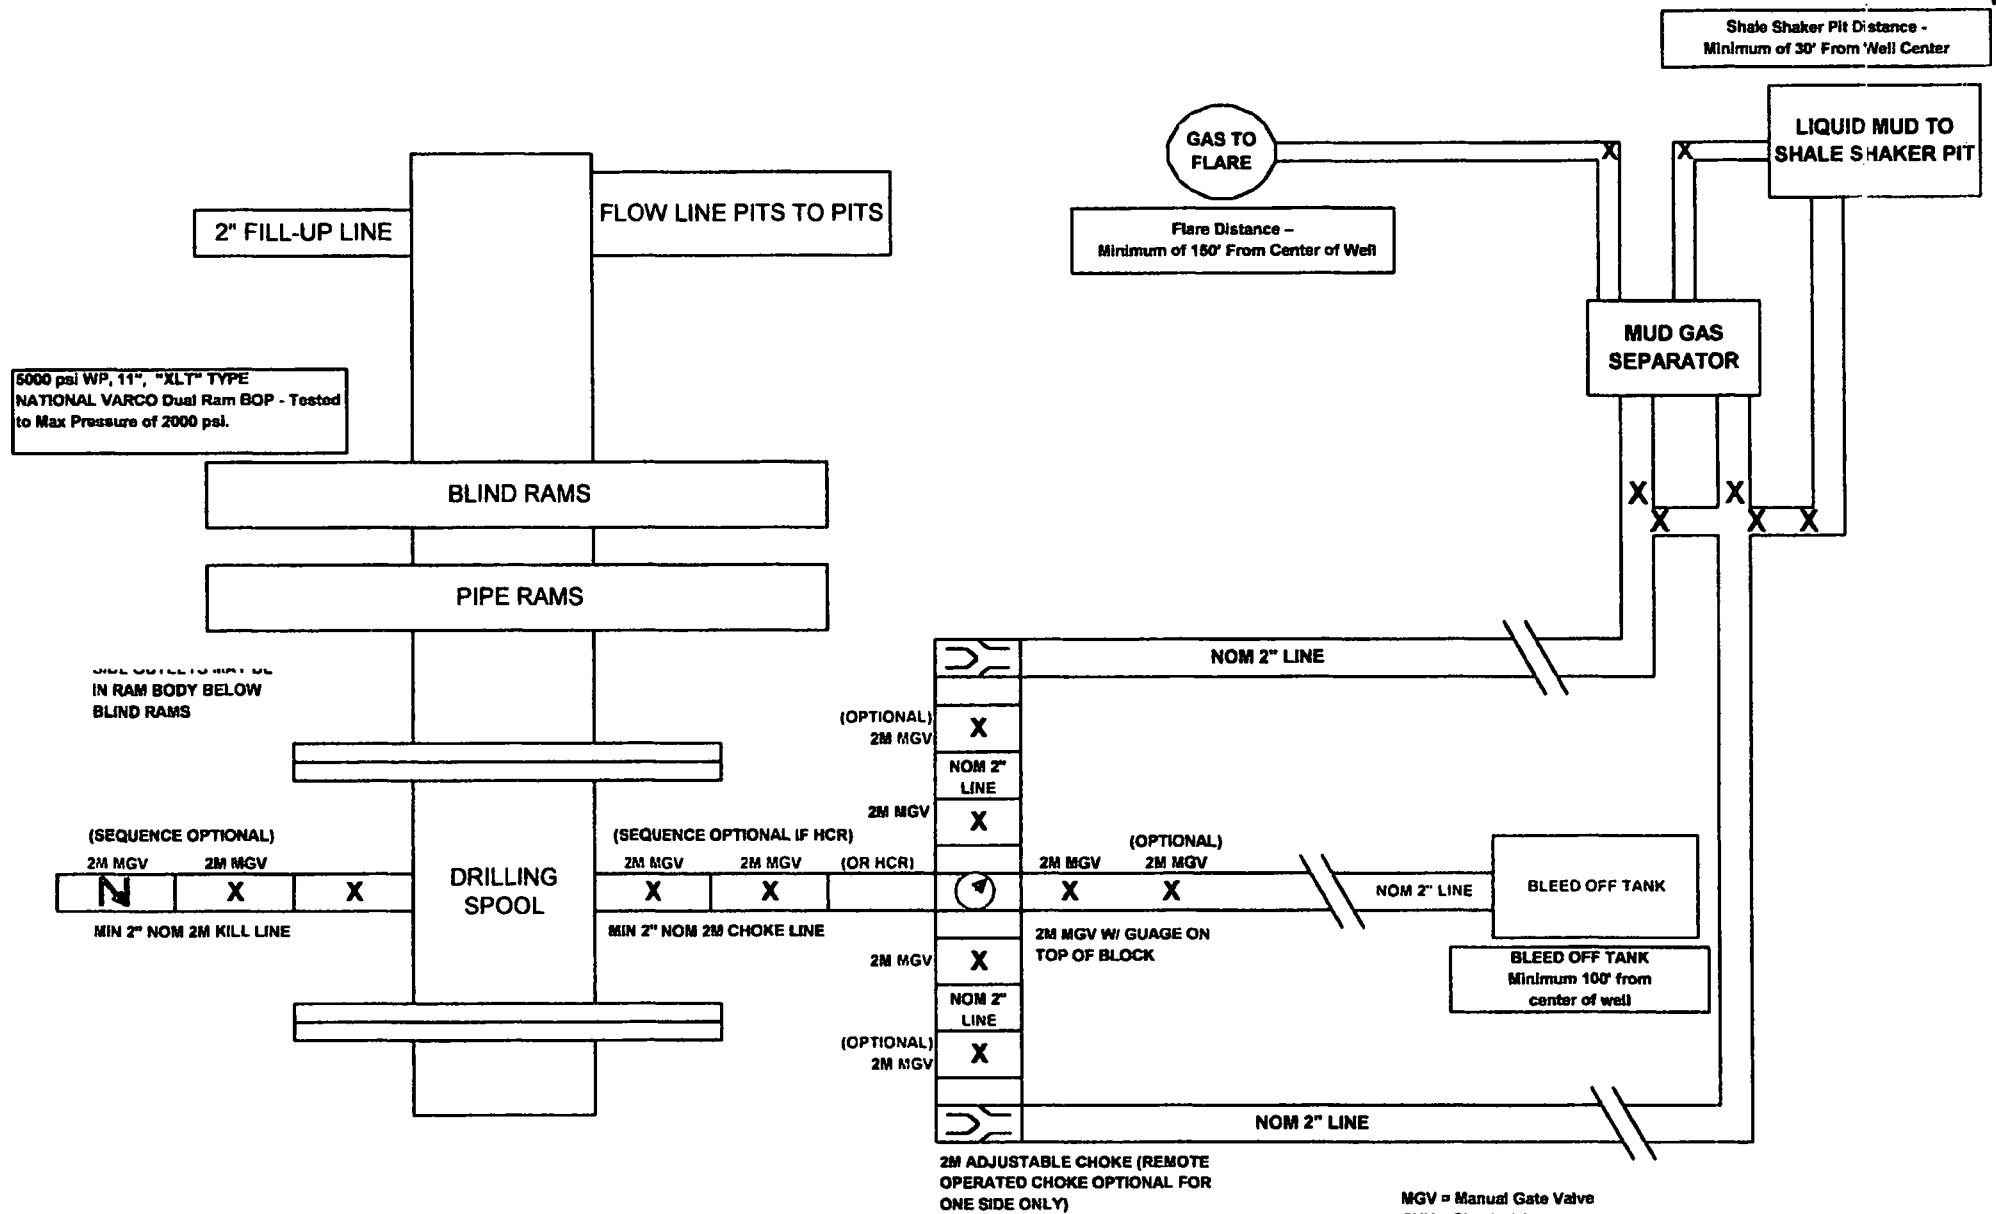 Shale Shaker Pit Distance -
Minimum of 30' From Well Center
LIQUID MUD TO
SHALE SHAKER PIT
GAS TO
FLARE
X
X
Flare Distance –
Minimum of 150' From Center of Well
FLOW LINE PITS TO PITS
2" FILL-UP LINE
MUD GAS
SEPARATOR
5000 psi WP, 11", "XLT" TYPE
NATIONAL VARCO Dual Ram BOP - Tested
to Max Pressure of 2000 psi.
BLIND RAMS
X
X
X
X
X
PIPE RAMS
SIDE OUTLETS MAY BE
IN RAM BODY BELOW
BLIND RAMS
NOM 2" LINE
(OPTIONAL)
2M MGV
X
NOM 2"
LINE
2M MGV
X
(SEQUENCE OPTIONAL)
2M MGV
2M MGV
X
X
MIN 2" NOM 2M KILL LINE
DRILLING
SPOOL
(SEQUENCE OPTIONAL IF HCR)
2M MGV
2M MGV
(OR HCR)
X
X
MIN 2" NOM 2M CHOKE LINE
2M MGV
(OPTIONAL)
2M MGV
X
X
NOM 2" LINE
BLEED OFF TANK
2M MGV W/ GUAGE ON
TOP OF BLOCK
BLEED OFF TANK
Minimum 100' from
center of well
2M MGV
X
NOM 2"
LINE
(OPTIONAL)
2M MGV
X
NOM 2" LINE
2M ADJUSTABLE CHOKE (REMOTE
OPERATED CHOKE OPTIONAL FOR
ONE SIDE ONLY)
MGV = Manual Gate Valve